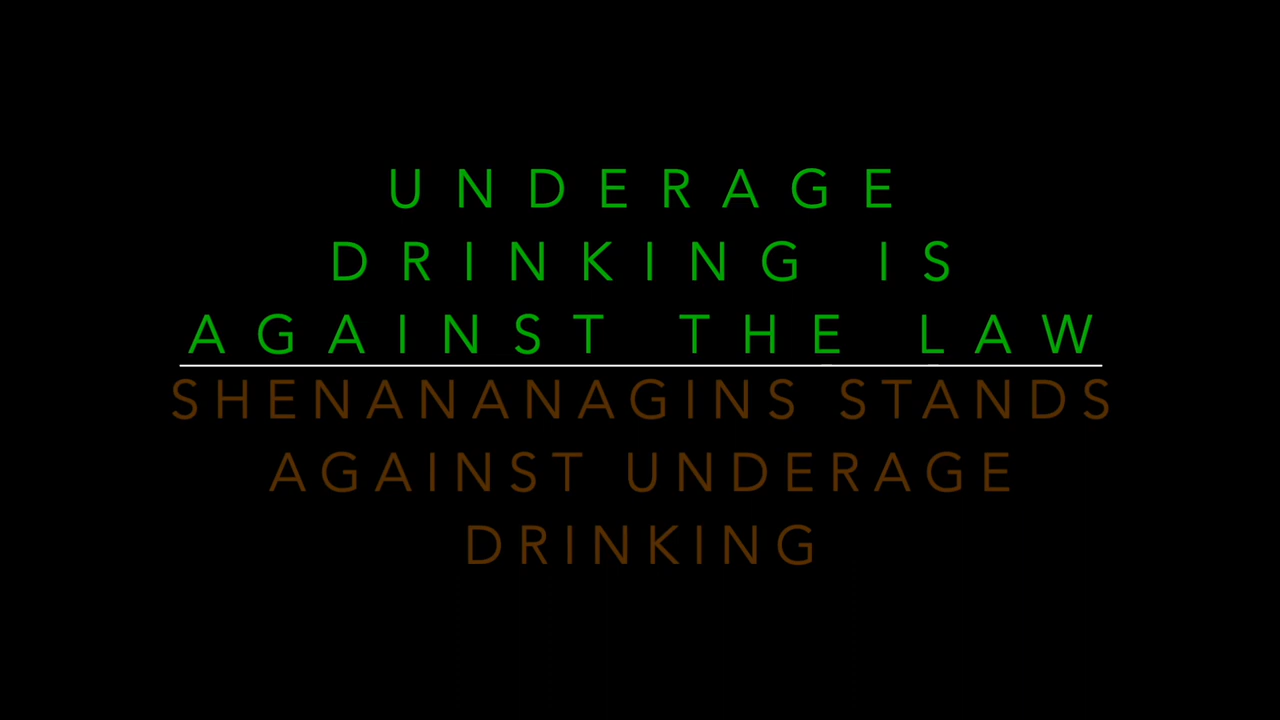 UNDERAGE
DRINKING IS
AGAINST THE LAW
SHENANANAGINS STANDS
AGAINST UNDERAGE
DRINKING